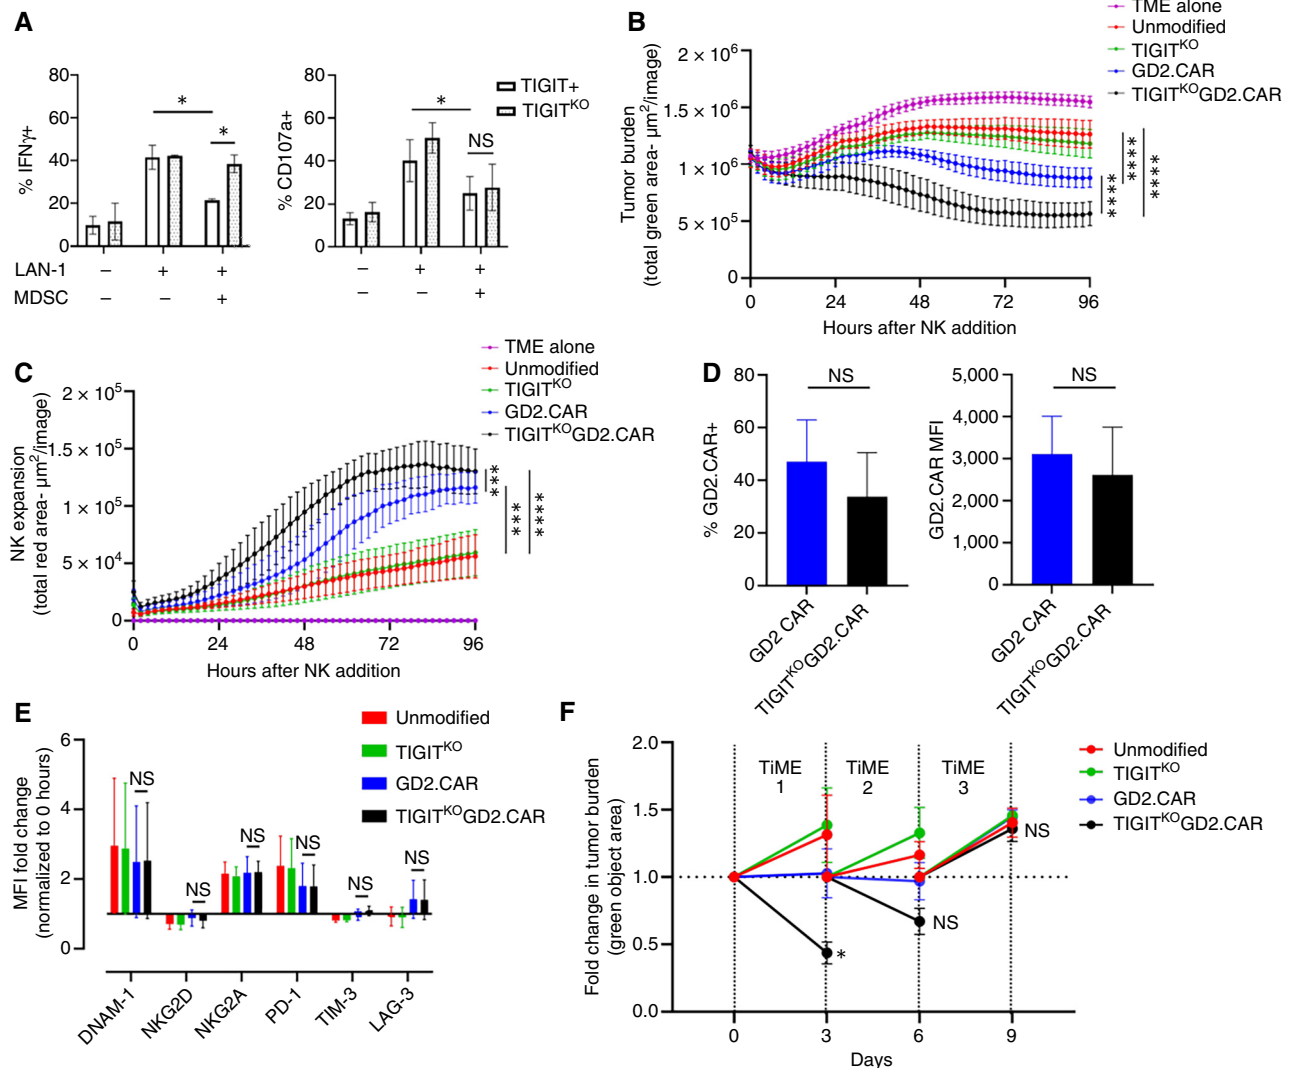 A
80
60
40
20
0
% IFNγ+
*
*
LAN-1 – + +
MDSC – – +
80
60
40
20
0
% CD107a+
*
NS
– + +
– – +
TIGIT+
TIGITKO
B
TME alone
Unmodified
TIGITKO
GD2.CAR
TIGITKOGD2.CAR
Tumor burden
(total green area- μm2/image)
2 × 106
1.5 × 106
1 × 106
5 × 105
0
0 24 48 72 96
Hours after NK addition
****
****
****
C
TME alone
Unmodified
TIGITKO
GD2.CAR
TIGITKOGD2.CAR
NK expansion
(total red area- μm2/image)
2 × 105
1.5 × 105
1 × 105
5 × 104
0
0 24 48 72 96
Hours after NK addition
***
***
****
D
% GD2.CAR+
80
60
40
20
0
NS
GD2 CAR
TIGITKOGD2.CAR
GD2.CAR MFI
5,000
4,000
3,000
2,000
1,000
0
NS
GD2 CAR
TIGITKOGD2.CAR
E
Unmodified
TIGITKO
GD2.CAR
TIGITKOGD2.CAR
MFI fold change
(normalized to 0 hours)
6
4
2
0
NS
NS
NS
NS
NS
NS
DNAM-1
NKG2D
NKG2A
PD-1
TIM-3
LAG-3
F
Fold change in tumor burden
(green object area)
2.0
1.5
1.0
0.5
0.0
TiME
1
TiME
2
TiME
3
*
NS
NS
0 3 6 9
Days
Unmodified
TIGITKO
GD2.CAR
TIGITKOGD2.CAR